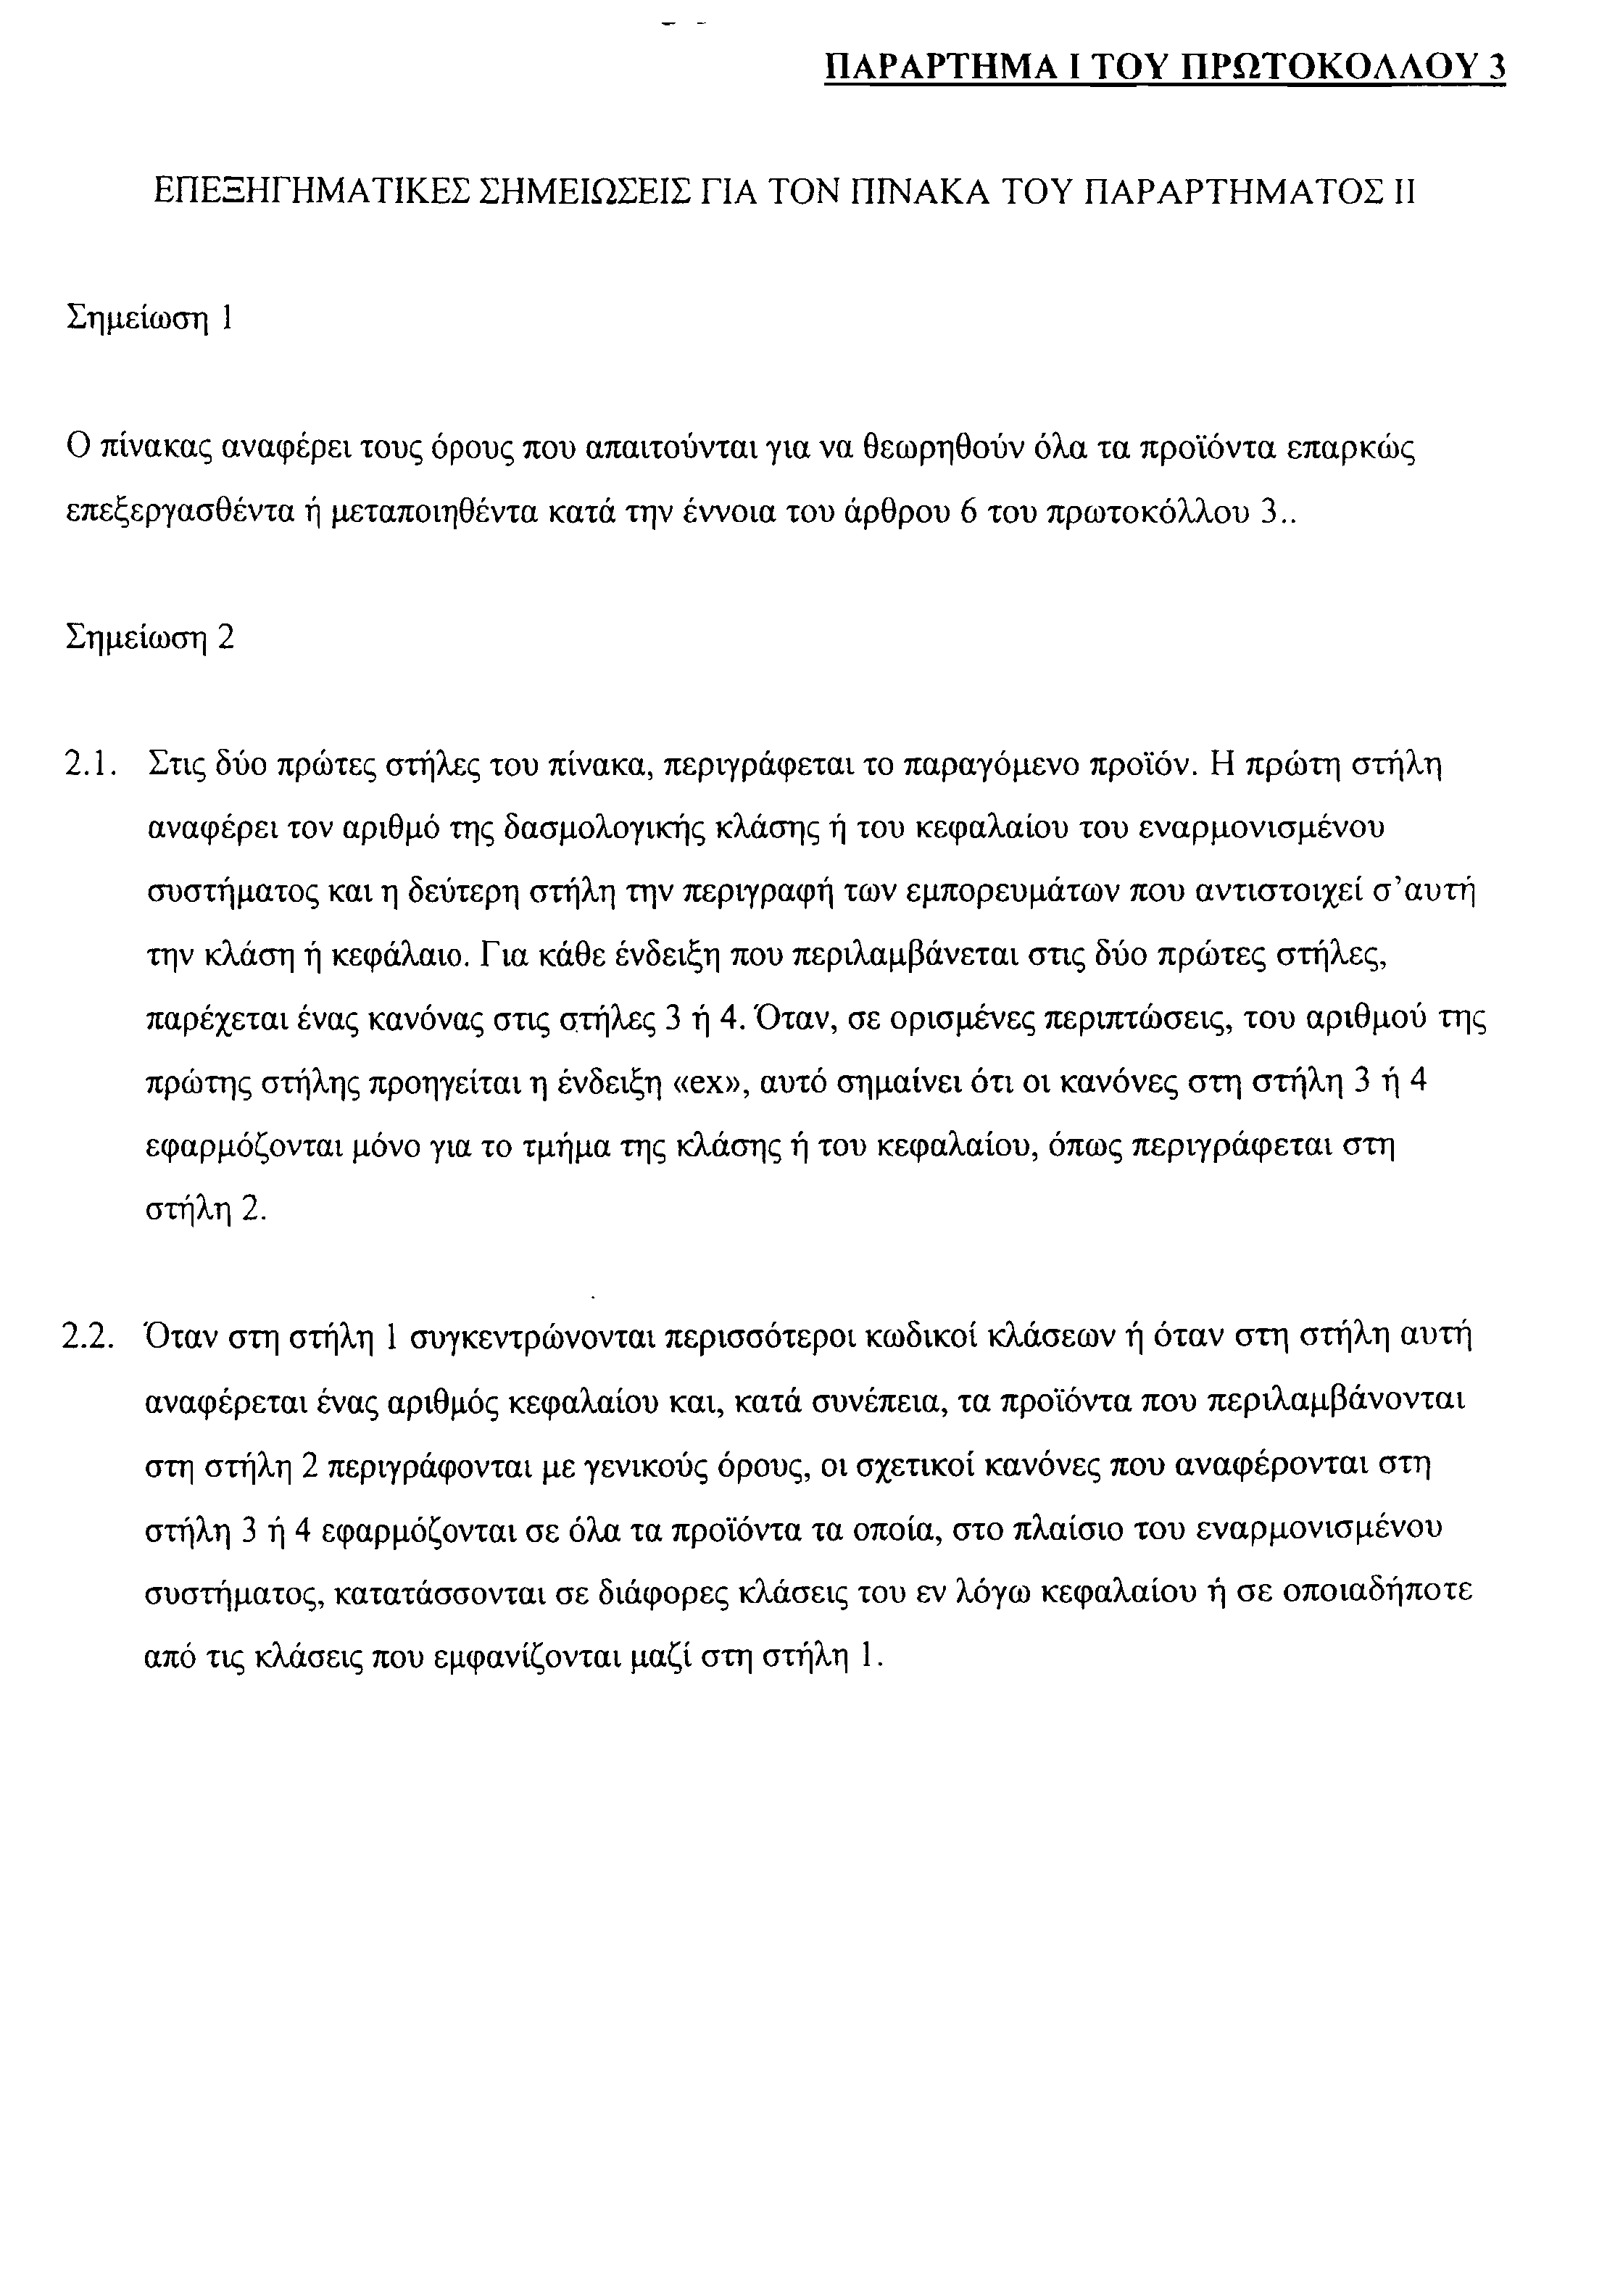 ΠΑΡΑΡΤΗΜΑ Ι ΤΟΥ ΠΡΩΤΟΚΟΛΛΟΥ 3
ΕΠΕΞΗΓΗΜΑΤΙΚΕΣ ΣΗΜΕΙΩΣΕΙΣ ΓΙΑ ΤΟΝ ΠΙΝΑΚΑ ΤΟΥ ΠΑΡΑΡΤΗΜΑΤΟΣ ΙΙ
Σημείωση 1
Ο πίνακας αναφέρει τους όρους που απαιτούνται για να θεωρηθούν όλα τα προϊόντα επαρκώς
επεξεργασθέντα ή μεταποιηθέντα κατά την έννοια του άρθρου 6 του πρωτοκόλλου 3..
Σημείωση 2
2.1. Στις δύο πρώτες στήλες του πίνακα, περιγράφεται το παραγόμενο προϊόν. Η πρώτη στήλη
αναφέρει τον αριθμό της δασμολογικής κλάσης ή του κεφαλαίου του εναρμονισμένου
συστήματος και η δεύτερη στήλη την περιγραφή των εμπορευμάτων που αντιστοιχεί σ’αυτή
την κλάση ή κεφάλαιο. Για κάθε ένδειξη που περιλαμβάνεται στις δύο πρώτες στήλες,
παρέχεται ένας κανόνας στις στήλες 3 ή 4. Όταν, σε ορισμένες περιπτώσεις, του αριθμού της
πρώτης στήλης προηγείται η ένδειξη «ex», αυτό σημαίνει ότι οι κανόνες στη στήλη 3 ή 4
εφαρμόζονται μόνο για το τμήμα της κλάσης ή του κεφαλαίου, όπως περιγράφεται στη
στήλη 2.
2.2. Όταν στη στήλη 1 συγκεντρώνονται περισσότεροι κωδικοί κλάσεων ή όταν στη στήλη αυτή
αναφέρεται ένας αριθμός κεφαλαίου και, κατά συνέπεια, τα προϊόντα που περιλαμβάνονται
στη στήλη 2 περιγράφονται με γενικούς όρους, οι σχετικοί κανόνες που αναφέρονται στη
στήλη 3 ή 4 εφαρμόζονται σε όλα τα προϊόντα τα οποία, στο πλαίσιο του εναρμονισμένου
συστήματος, κατατάσσονται σε διάφορες κλάσεις του εν λόγω κεφαλαίου ή σε οποιαδήποτε
από τις κλάσεις που εμφανίζονται μαζί στη στήλη 1.